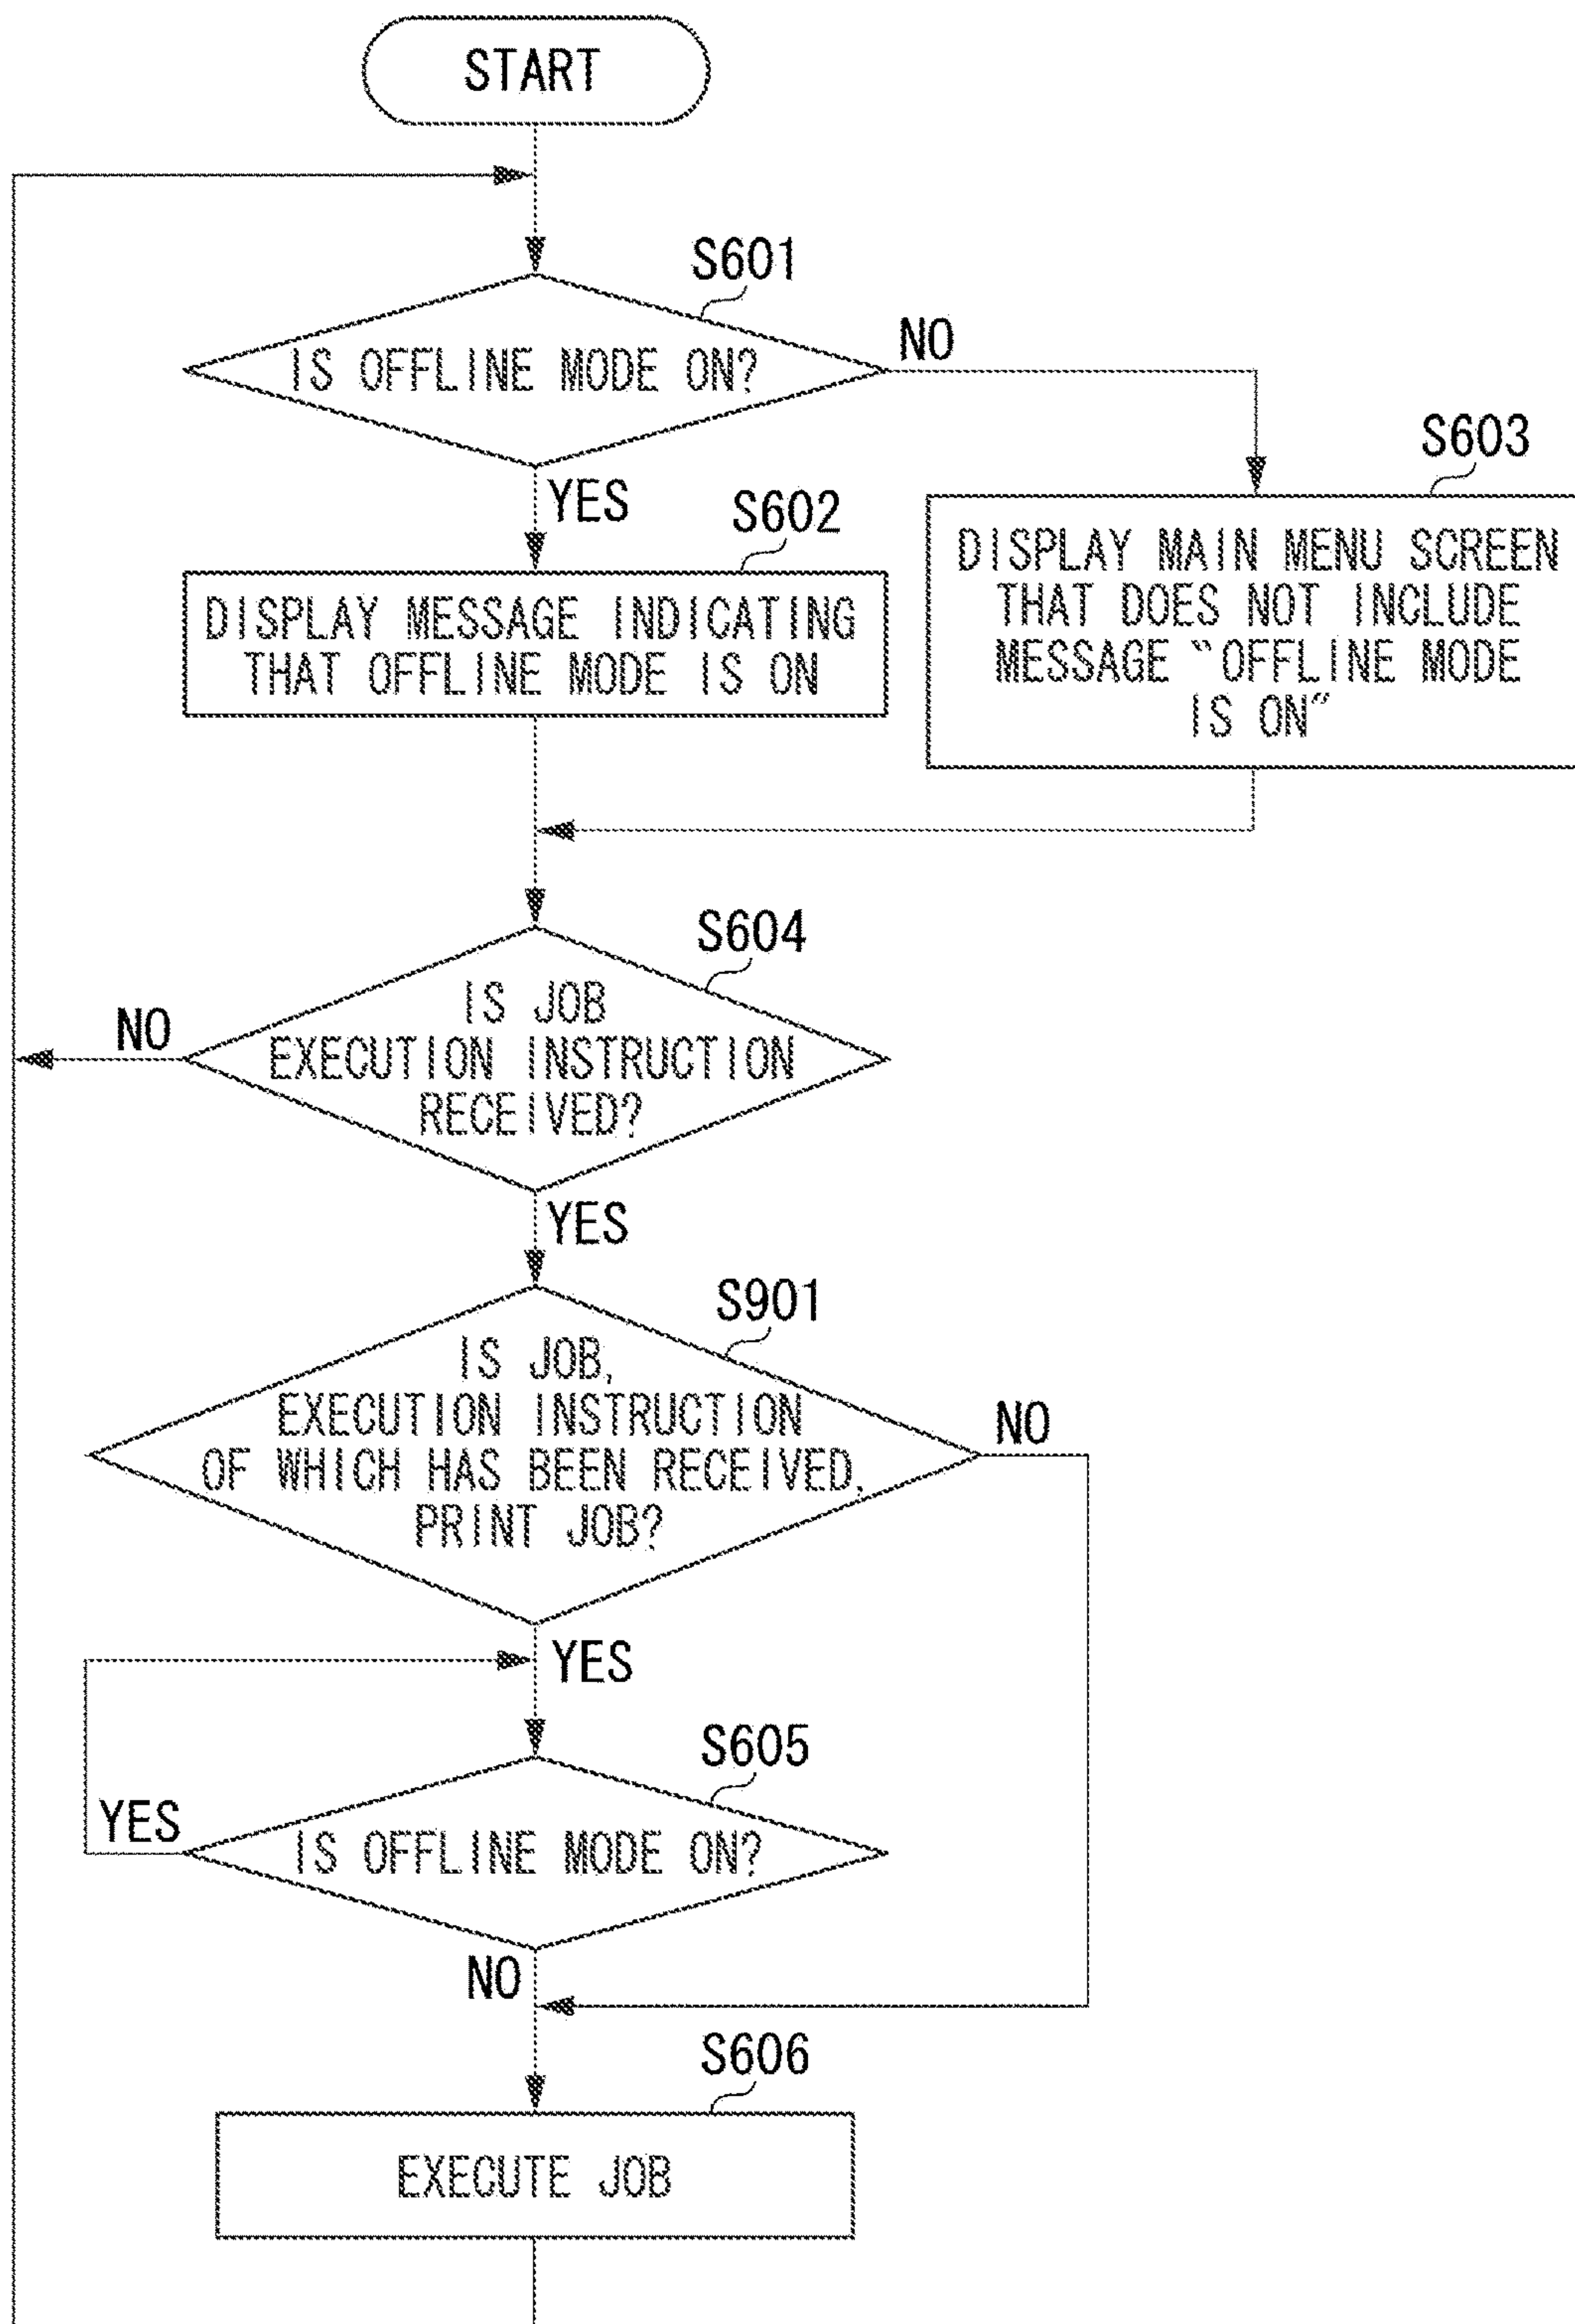 START
S601
IS OFFLINE MODE ON?
NO
YES
S602
DISPLAY MESSAGE INDICATING
THAT OFFLINE MODE IS ON
S603
DISPLAY MAIN MENU SCREEN
THAT DOES NOT INCLUDE
MESSAGE “OFFLINE MODE
IS ON”
S604
IS JOB
EXECUTION INSTRUCTION
RECEIVED?
NO
YES
S901
IS JOB,
EXECUTION INSTRUCTION
OF WHICH HAS BEEN RECEIVED,
PRINT JOB?
NO
YES
S605
IS OFFLINE MODE ON?
YES
NO
S606
EXECUTE JOB